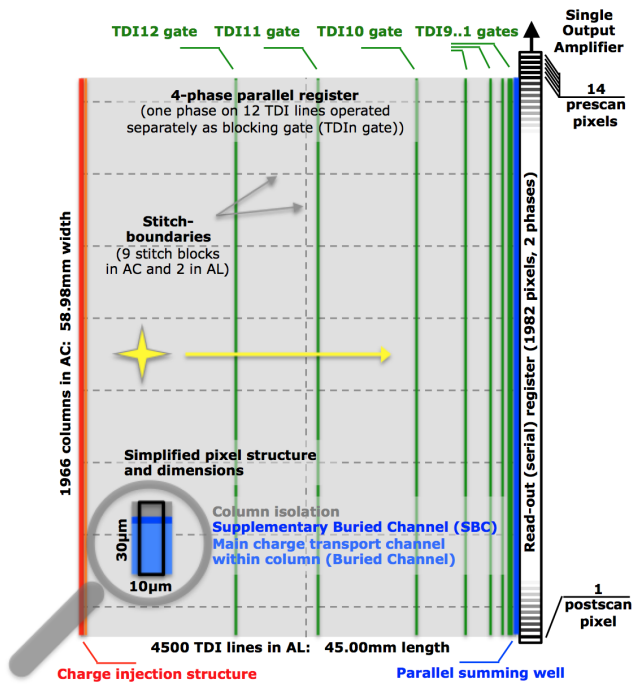 TDI12 gate
TDI11 gate
TDI10 gate
TDI9..1 gates
Single
Output
Amplifier
14
prescan
pixels
4-phase parallel register
(one phase on 12 TDI lines operated
separately as blocking gate (TDIn gate))
Stitch-
boundaries
(9 stitch blocks
in AC and 2 in AL)
1966 columns in AC:  58.98mm width
Read-out (serial) register (1982 pixels, 2 phases)
Simplified pixel structure
and dimensions
Column isolation
Supplementary Buried Channel (SBC)
Main charge transport channel
within column (Buried Channel)
30µm
10µm
1
postscan
pixel
4500 TDI lines in AL:   45.00mm length
Charge injection structure
Parallel summing well